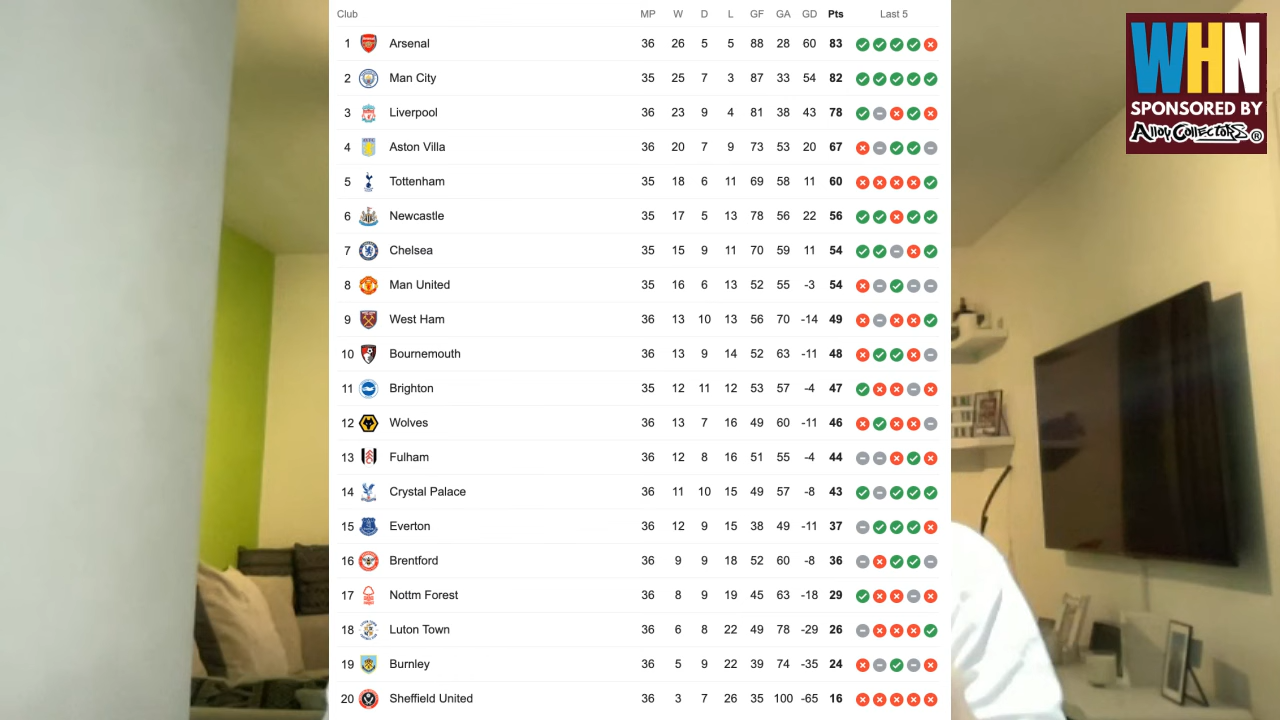 Club MP W D L GF GA GD Pts Last 5
1 Arsenal 36 26 5 5 88 28 60 83
2 Man City 35 25 7 3 87 33 54 82
3 Liverpool 36 23 9 4 81 38 43 78
4 Aston Villa 36 20 7 9 73 53 20 67
5 Tottenham 35 18 6 11 69 58 11 60
6 Newcastle 35 17 5 13 78 56 22 56
7 Chelsea 35 15 9 11 70 59 11 54
8 Man United 35 16 6 13 52 55 -3 54
9 West Ham 36 13 10 13 56 70 -14 49
10 Bournemouth 36 13 9 14 52 63 -11 48
11 Brighton 35 12 11 12 53 57 -4 47
12 Wolves 36 13 7 16 49 60 -11 46
13 Fulham 36 12 8 16 51 55 -4 44
14 Crystal Palace 36 11 10 15 49 57 -8 43
15 Everton 36 12 9 15 38 49 -11 37
16 Brentford 36 9 9 18 52 60 -8 36
17 Nottm Forest 36 8 9 19 45 63 -18 29
18 Luton Town 36 6 8 22 49 78 -29 26
19 Burnley 36 5 9 22 39 74 -35 24
20 Sheffield United 36 3 7 26 35 100 -65 16
WHN
SPONSORED BY
Alloy Collectors ®